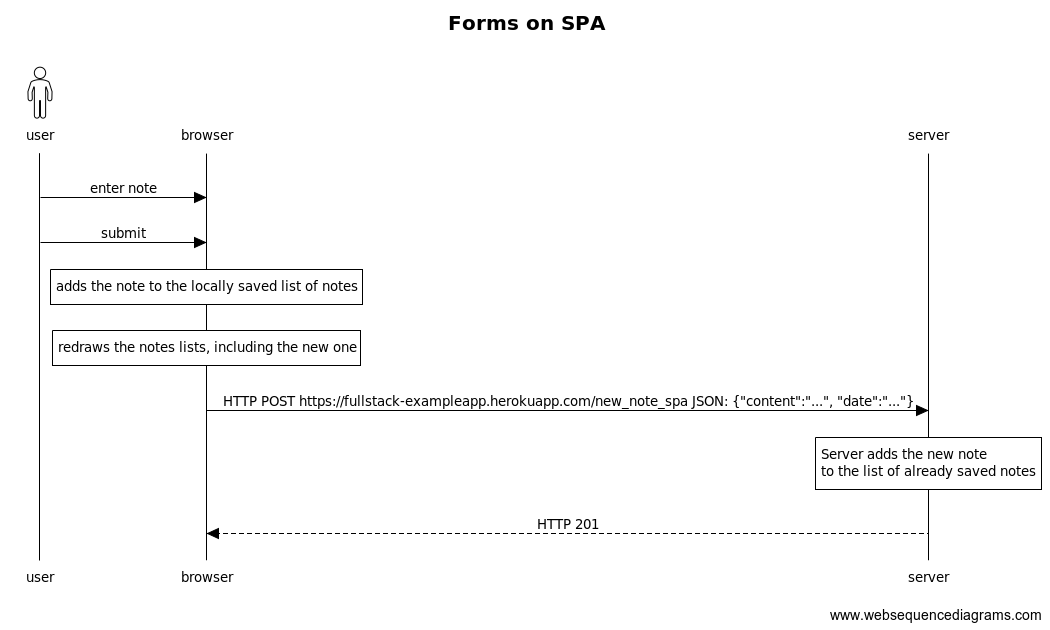 Forms on SPA
user
browser
server
enter note
submit
adds the note to the locally saved list of notes
redraws the notes lists, including the new one
HTTP POST https://fullstack-exampleapp.herokuapp.com/new_note_spa JSON: {"content":"...", "date":"..."}
Server adds the new note
to the list of already saved notes
HTTP 201
user
browser
server
www.websequencediagrams.com